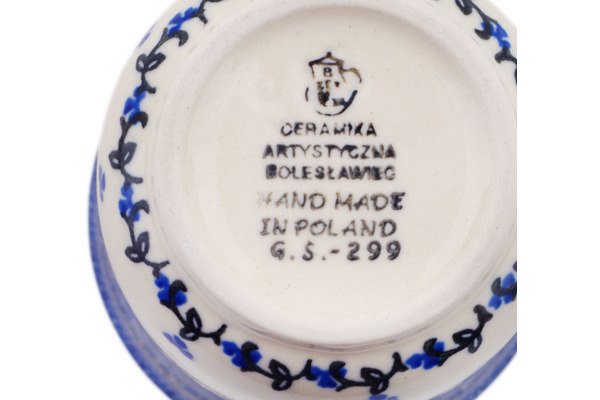 B
CERAMIKA
ARTYSTYCZNA
BOLESŁAWIEC
HAND MADE
IN POLAND
G.S.-299